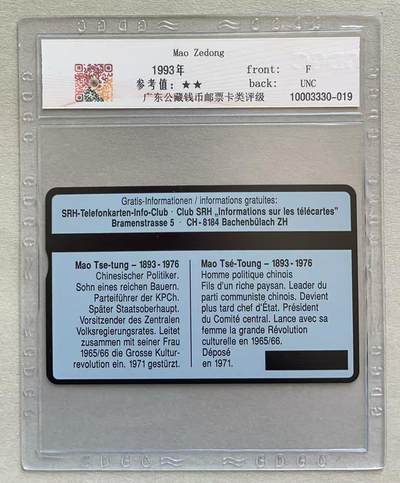 Mao Zedong
1993年 front: F
参考值：★★ back: UNC
广东公藏钱币邮票卡类评级 10003330-019
Gratis-Informationen / informations gratuites:
SRH-Telefonkarten-Info-Club · Club SRH „Informations sur les télécartes"
Bramenstrasse 5 · CH-8184 Bachenbülach ZH
Mao Tse-tung – 1893-1976
Chinesischer Politiker.
Sohn eines reichen Bauern.
Parteiführer der KPCh.
Später Staatsoberhaupt.
Vorsitzender des Zentralen
Volksregierungsrates. Leitet
zusammen mit seiner Frau
1965/66 die Grosse Kultur-
revolution ein. 1971 gestürzt.
Mao Tsé-Toung – 1893-1976
Homme politique chinois
Fils d'un riche paysan. Leader du
parti communiste chinois. Devient
plus tard chef d'État. Président
du Comité central. Lance avec sa
femme la grande Révolution
culturelle en 1965/66.
Déposé
en 1971.